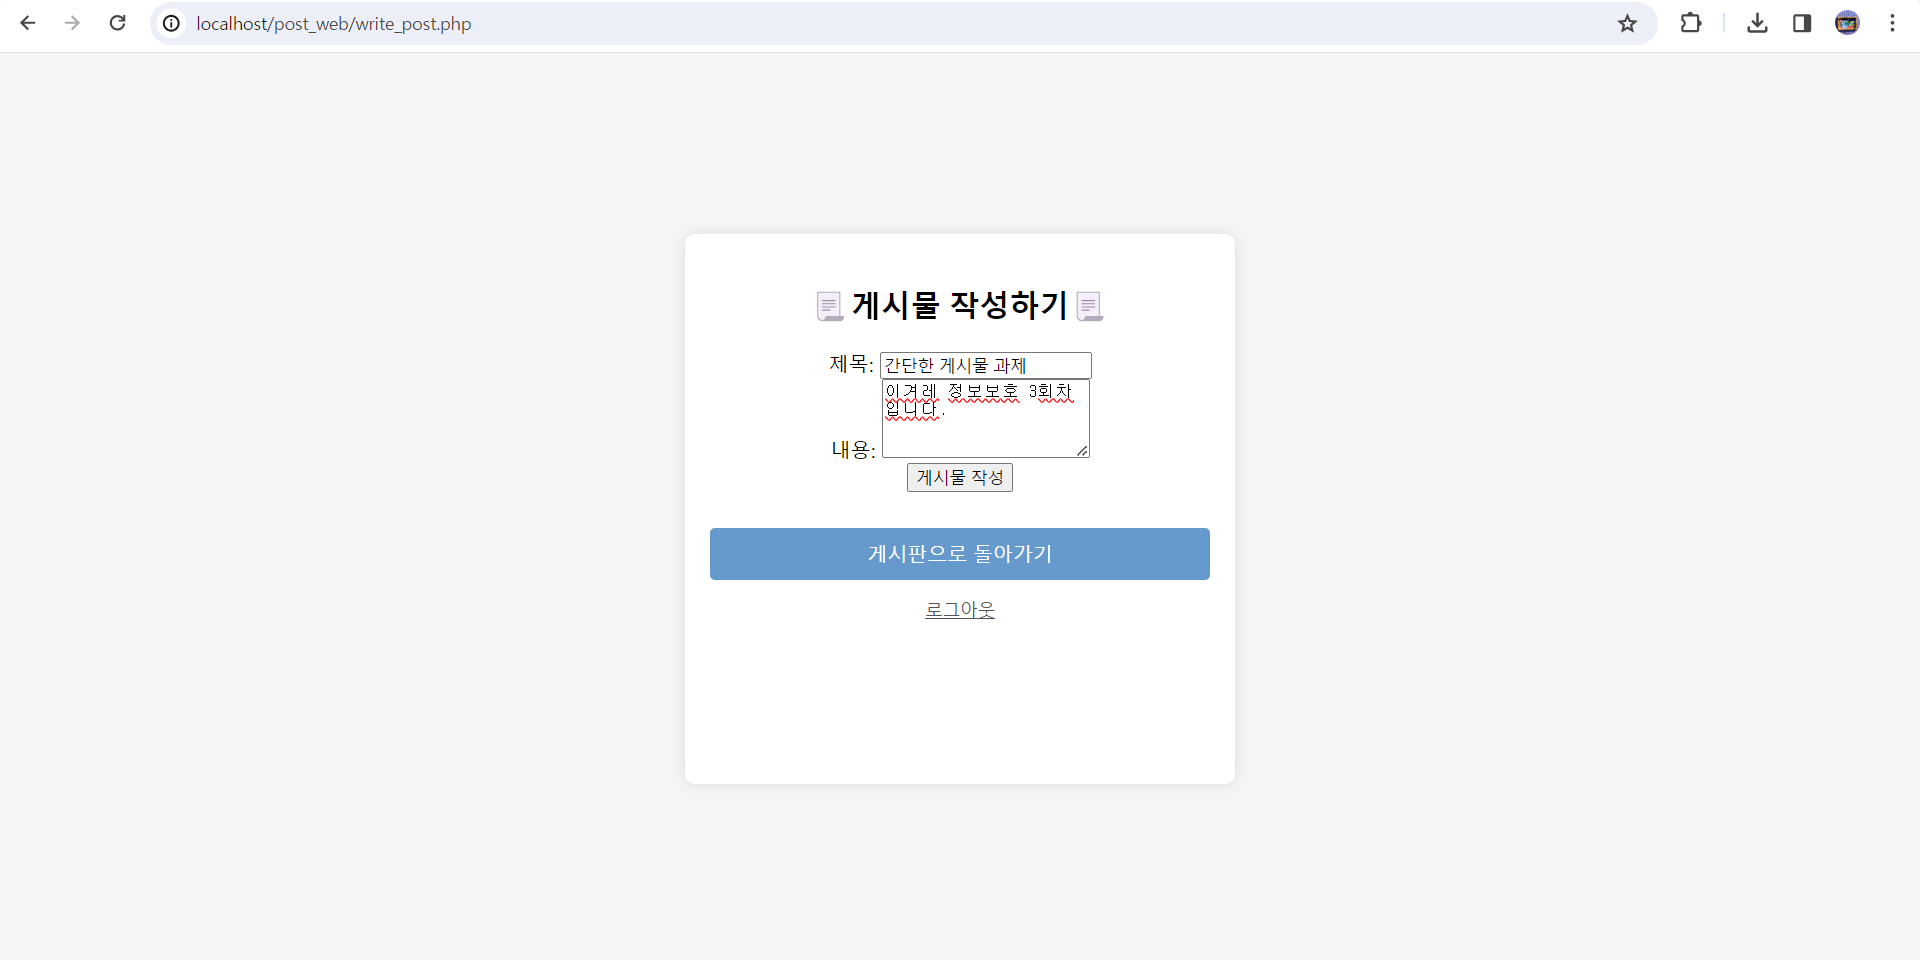 localhost/post_web/write_post.php
게시물 작성하기
제목: 간단한 게시물 과제
이겨레 정보보호 3회차
입니다.
내용:
게시물 작성
게시판으로 돌아가기
로그아웃